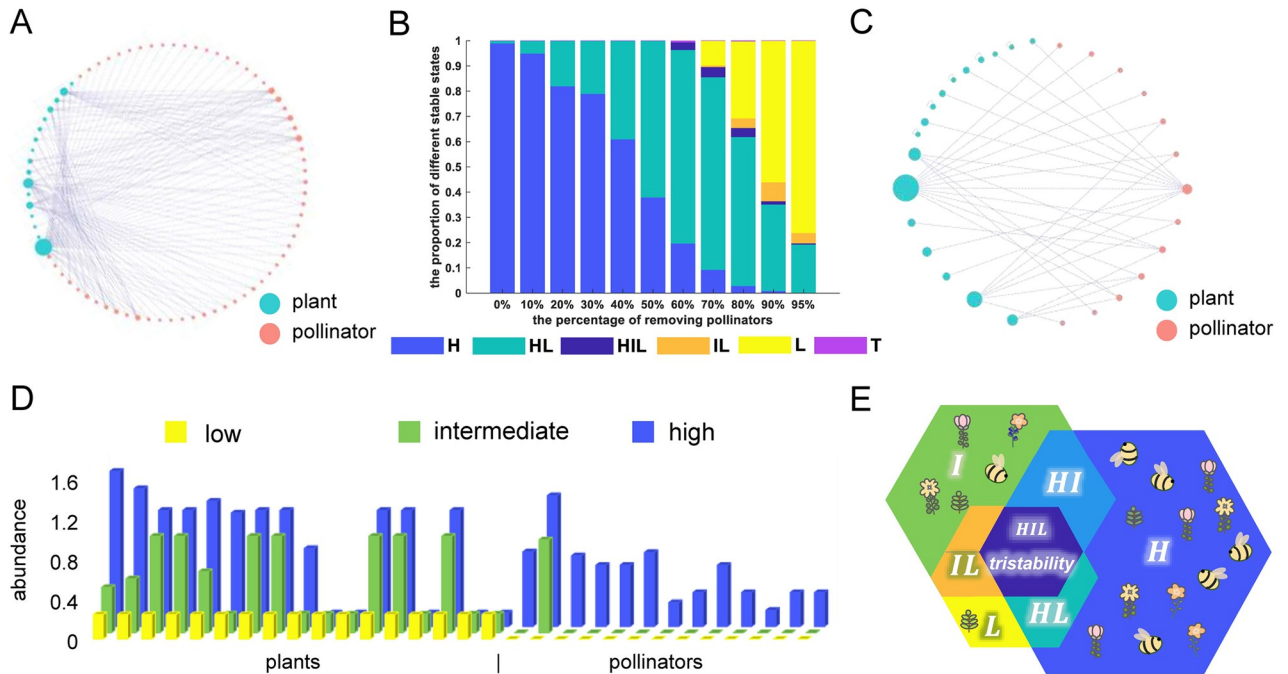 A
plant
pollinator
B
the proportion of different stable states
1
0.9
0.8
0.7
0.6
0.5
0.4
0.3
0.2
0.1
0
0% 10% 20% 30% 40% 50% 60% 70% 80% 90% 95%
the percentage of removing pollinators
H HL HIL IL L T
C
plant
pollinator
D
low intermediate high
abundance
1.6
1.2
0.8
0.4
0
plants | pollinators
E
I
HI
HIL
tristability
H
IL
HL
L